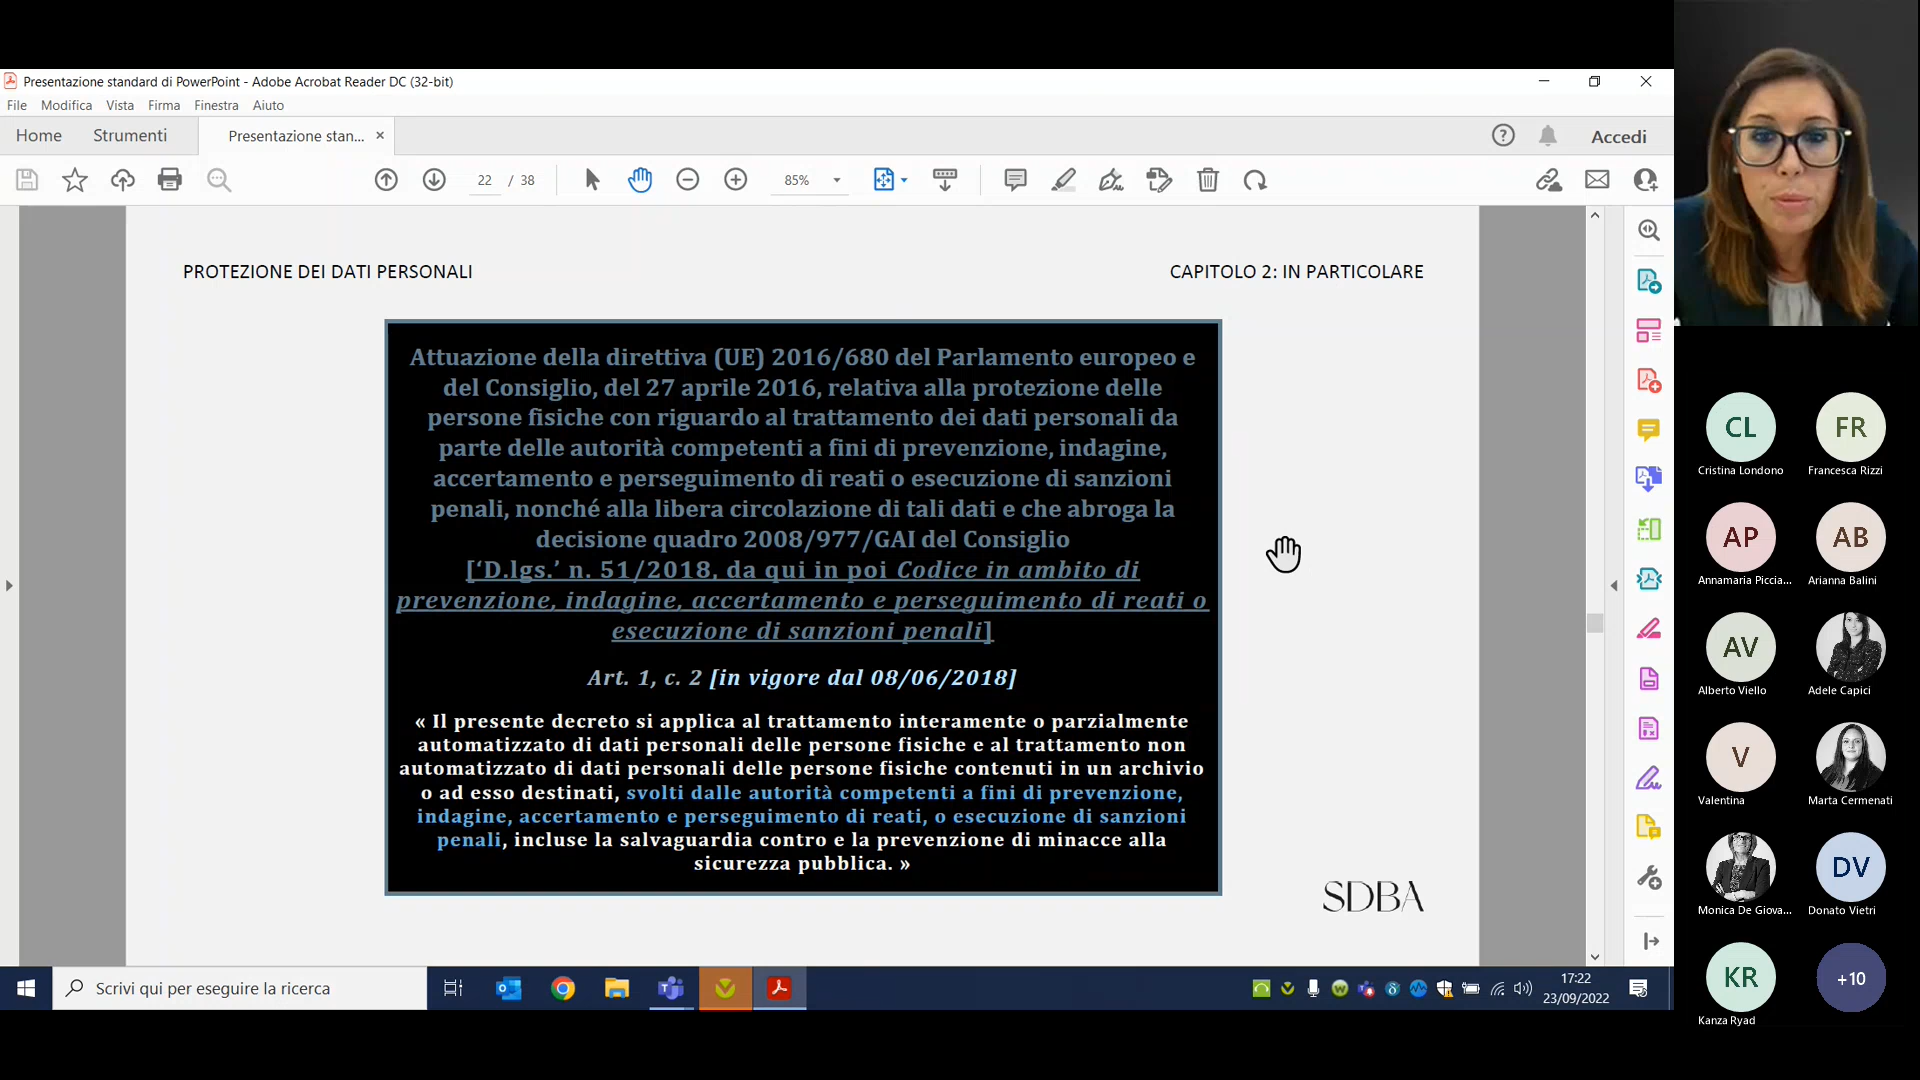 Presentazione standard di PowerPoint - Adobe Acrobat Reader DC (32-bit)
File Modifica Vista Firma Finestra Aiuto
Home Strumenti Presentazione stan... × Accedi
22 / 38 85%
PROTEZIONE DEI DATI PERSONALI
CAPITOLO 2: IN PARTICOLARE
Attuazione della direttiva (UE) 2016/680 del Parlamento europeo e
del Consiglio, del 27 aprile 2016, relativa alla protezione delle
persone fisiche con riguardo al trattamento dei dati personali da
parte delle autorità competenti a fini di prevenzione, indagine,
accertamento e perseguimento di reati o esecuzione di sanzioni
penali, nonché alla libera circolazione di tali dati e che abroga la
decisione quadro 2008/977/GAI del Consiglio
[‘D.lgs.’ n. 51/2018, da qui in poi Codice in ambito di
prevenzione, indagine, accertamento e perseguimento di reati o
esecuzione di sanzioni penali]
Art. 1, c. 2 [in vigore dal 08/06/2018]
« Il presente decreto si applica al trattamento interamente o parzialmente
automatizzato di dati personali delle persone fisiche e al trattamento non
automatizzato di dati personali delle persone fisiche contenuti in un archivio
o ad esso destinati, svolti dalle autorità competenti a fini di prevenzione,
indagine, accertamento e perseguimento di reati, o esecuzione di sanzioni
penali, incluse la salvaguardia contro e la prevenzione di minacce alla
sicurezza pubblica. »
SDBA
Scrivi qui per eseguire la ricerca
17:22
23/09/2022
CL FR
Cristina Londono Francesca Rizzi
AP AB
Annamaria Piccia... Arianna Balini
AV
Alberto Viello Adele Capici
V
Valentina Marta Cermenati
DV
Monica De Giova... Donato Vietri
KR +10
Kanza Ryad